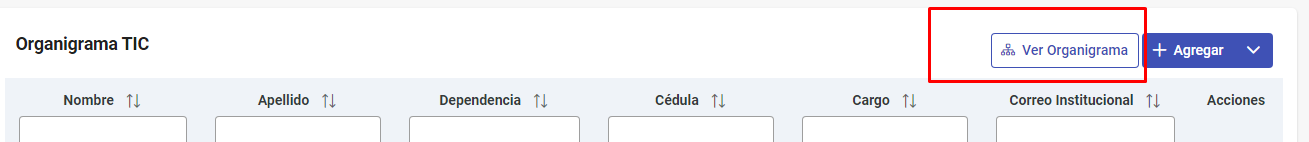 Organigrama TIC
Ver Organigrama
Agregar
Nombre Apellido Dependencia Cédula Cargo Correo Institucional Acciones